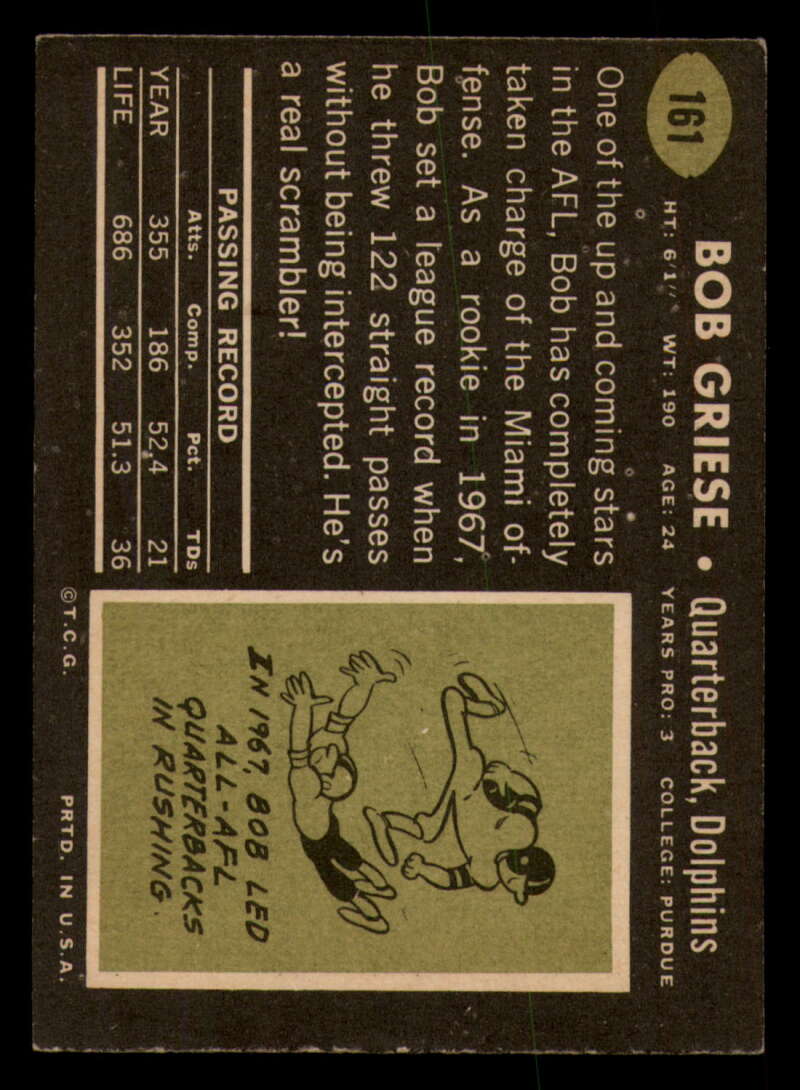 161
BOB GRIESE • Quarterback, Dolphins
HT: 6'1" WT: 190 AGE: 24 YEARS PRO: 3 COLLEGE: PURDUE
One of the up and coming stars
in the AFL, Bob has completely
taken charge of the Miami of-
fense. As a rookie in 1967,
Bob set a league record when
he threw 122 straight passes
without being intercepted. He's
a real scrambler!
PASSING RECORD
Atts. Comp. Pct. TDs
YEAR 355 186 52.4 21
LIFE 686 352 51.3 36
IN 1967, BOB LED
ALL-AFL
QUARTERBACKS
IN RUSHING.
©T.C.G. PRTD. IN U.S.A.